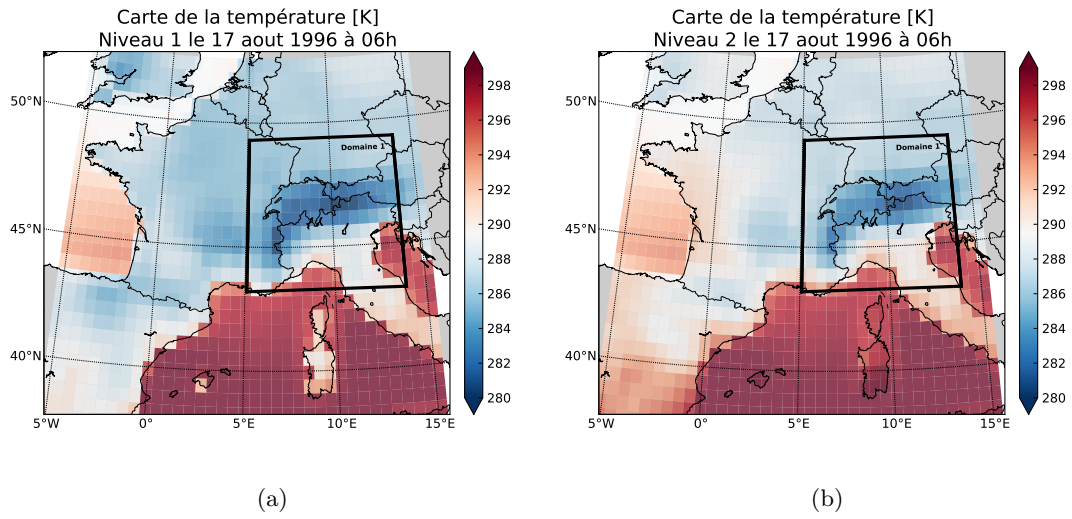 Carte de la température [K]
Niveau 1 le 17 aout 1996 à 06h
50°N
45°N
40°N
5°W
0°
5°E
10°E
15°E
Domaine 1
298
296
294
292
290
288
286
284
282
280
(a)
Carte de la température [K]
Niveau 2 le 17 aout 1996 à 06h
50°N
45°N
40°N
5°W
0°
5°E
10°E
15°E
Domaine 1
298
296
294
292
290
288
286
284
282
280
(b)